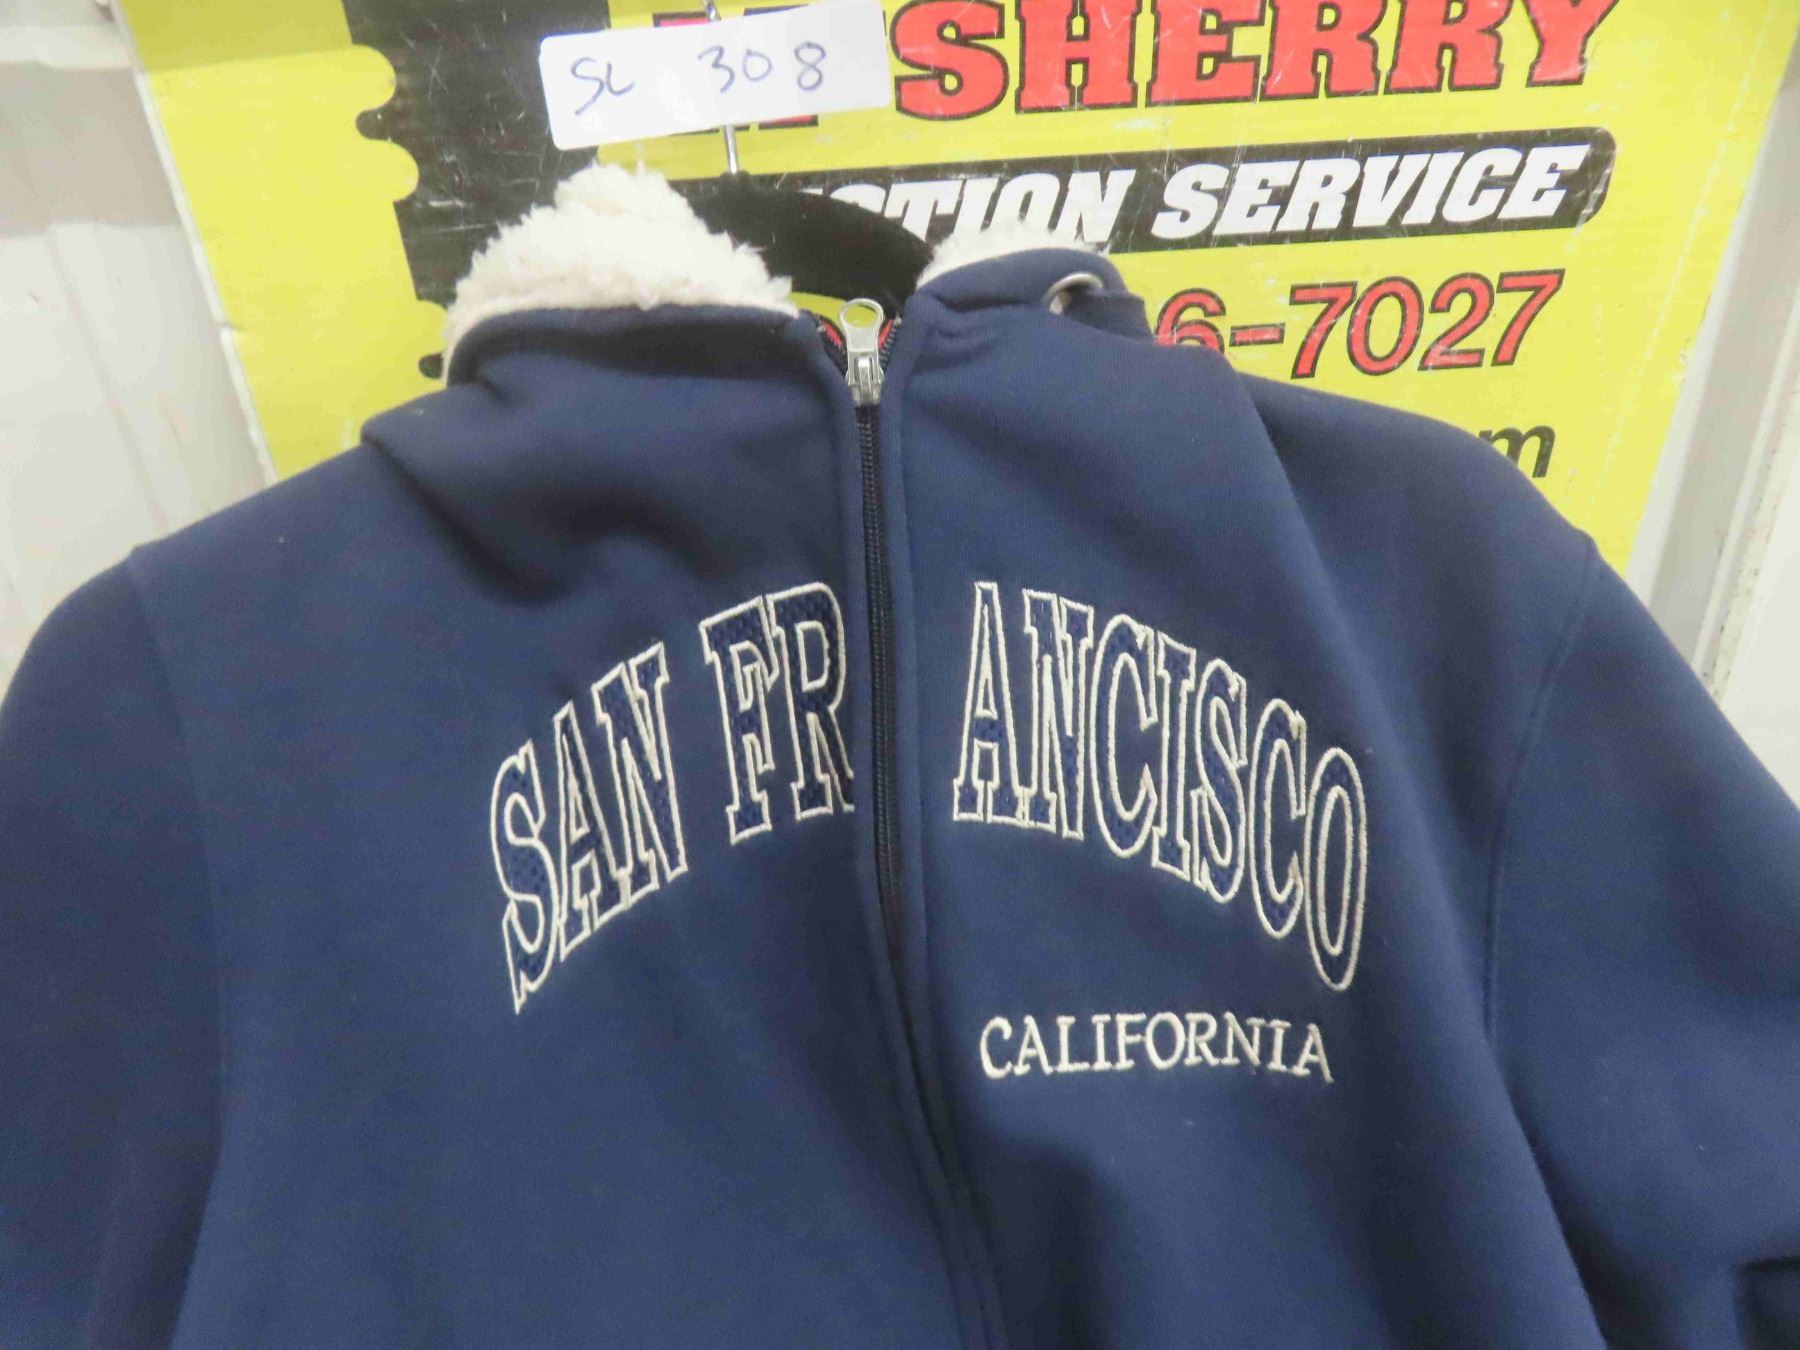 SL 308
SHERRY
CTION SERVICE
6-7027
m
SAN FRANCISCO
CALIFORNIA